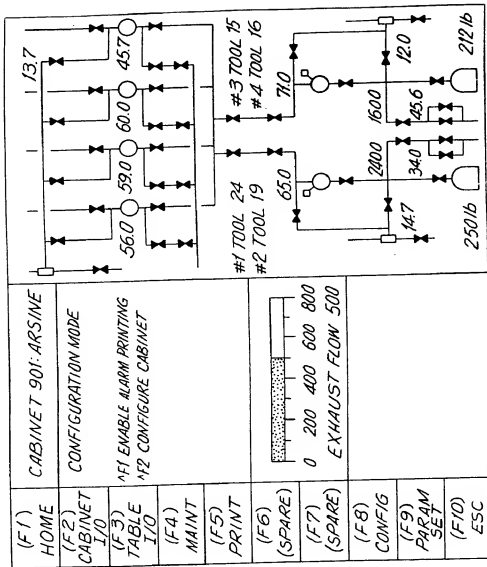 (F1)
HOME
(F2)
CABINET
I/O
(F3)
TABLE
I/O
(F4)
MAINT
(F5)
PRINT
(F6)
(SPARE)
(F7)
(SPARE)
(F8)
CONFIG
(F9)
PARAM
SET
(F10)
ESC
CABINET 901: ARSINE
CONFIGURATION MODE
^F1 ENABLE ALARM PRINTING
^F2 CONFIGURE CABINET
0 200 400 600 800
EXHAUST FLOW 500
13.7
56.0 59.0 60.0 45.7
#1 TOOL 24 #3 TOOL 15
#2 TOOL 19 #4 TOOL 16
65.0 71.0
14.7 2400 1600 12.0
34.0 45.6
250 lb 212 lb